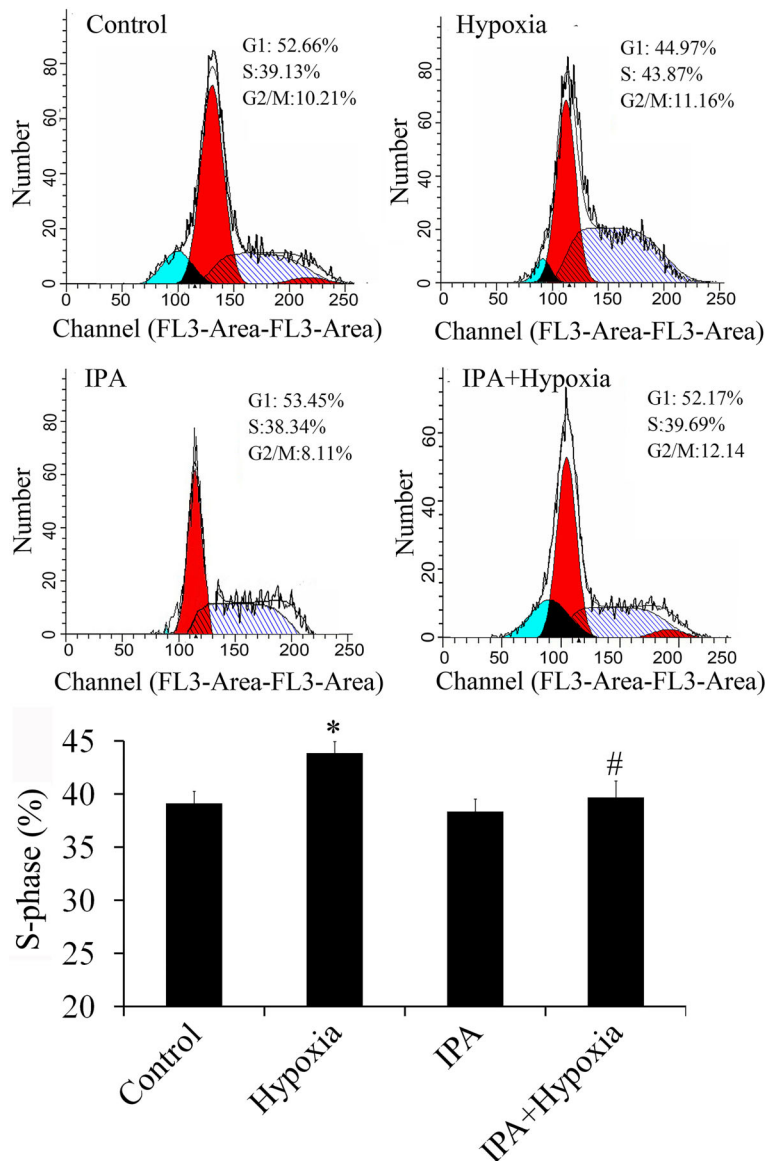 Control
G1: 52.66%
S:39.13%
G2/M:10.21%
Number
0 20 40 60 80
0 50 100 150 200 250
Channel (FL3-Area-FL3-Area)
Hypoxia
G1: 44.97%
S: 43.87%
G2/M:11.16%
Number
0 20 40 60 80
0 50 100 150 200 250
Channel (FL3-Area-FL3-Area)
IPA
G1: 53.45%
S:38.34%
G2/M:8.11%
Number
0 20 40 60 80
0 50 100 150 200 250
Channel (FL3-Area-FL3-Area)
IPA+Hypoxia
G1: 52.17%
S:39.69%
G2/M:12.14
Number
0 20 40 60
0 50 100 150 200 250
Channel (FL3-Area-FL3-Area)
S-phase (%)
45
40
35
30
25
20
*
#
Control
Hypoxia
IPA
IPA+Hypoxia